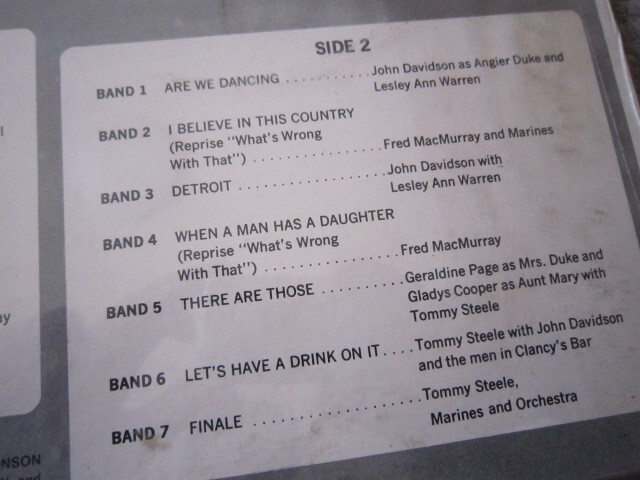 SIDE 2
BAND 1 ARE WE DANCING ........... John Davidson as Angier Duke and
Lesley Ann Warren
BAND 2 I BELIEVE IN THIS COUNTRY
(Reprise "What's Wrong
With That") ................ Fred MacMurray and Marines
BAND 3 DETROIT .................. John Davidson with
Lesley Ann Warren
BAND 4 WHEN A MAN HAS A DAUGHTER
(Reprise "What's Wrong
With That") ................ Fred MacMurray
BAND 5 THERE ARE THOSE .......... Geraldine Page as Mrs. Duke and
Gladys Cooper as Aunt Mary with
Tommy Steele
BAND 6 LET'S HAVE A DRINK ON IT .... Tommy Steele with John Davidson
and the men in Clancy's Bar
BAND 7 FINALE .................... Tommy Steele,
Marines and Orchestra
NSON